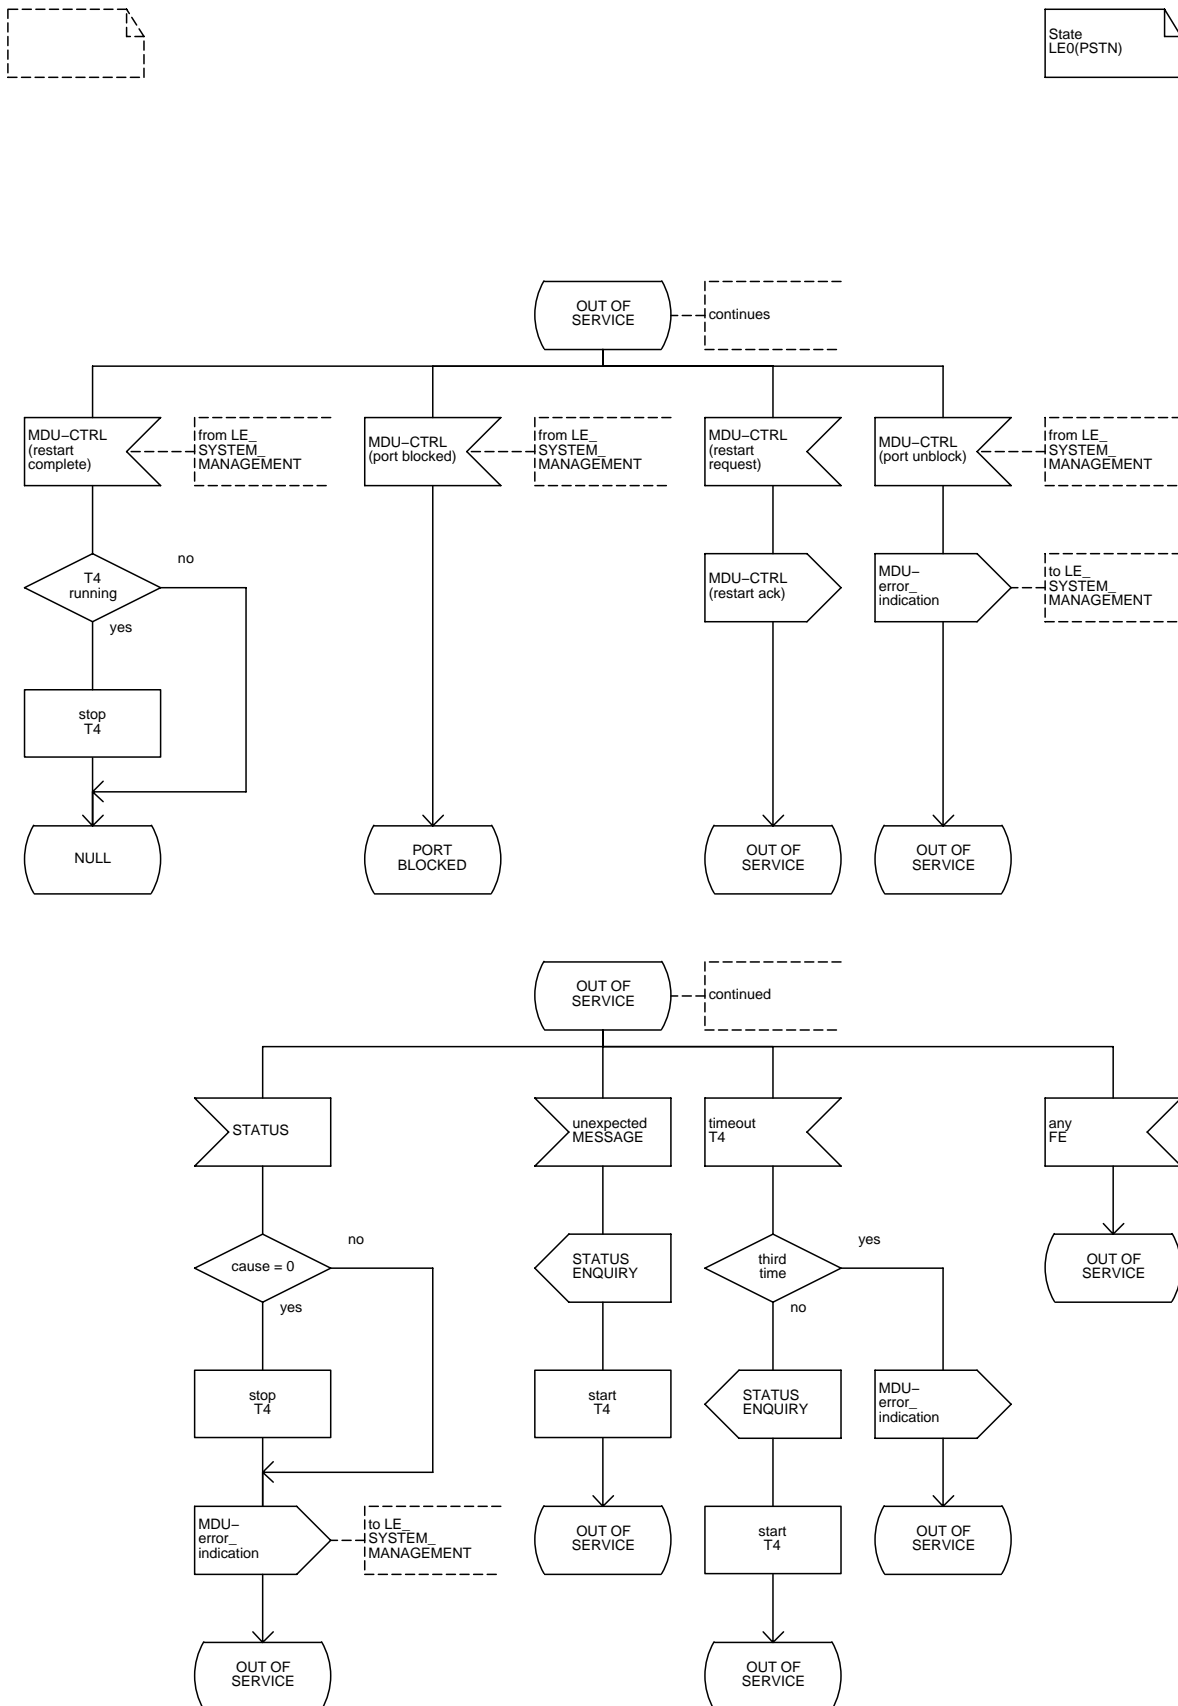 State
LE0(PSTN)
OUT OF
SERVICE
continues
MDU–CTRL
(restart
complete)
from LE_
SYSTEM_
MANAGEMENT
MDU–CTRL
(port blocked)
from LE_
SYSTEM_
MANAGEMENT
MDU–CTRL
(restart
request)
MDU–CTRL
(port unblock)
from LE_
SYSTEM_
MANAGEMENT
T4
running
no
yes
MDU–CTRL
(restart ack)
MDU–
error_
indication
to LE_
SYSTEM_
MANAGEMENT
stop
T4
NULL
PORT
BLOCKED
OUT OF
SERVICE
OUT OF
SERVICE
OUT OF
SERVICE
continued
STATUS
unexpected
MESSAGE
timeout
T4
any
FE
cause = 0
no
yes
STATUS
ENQUIRY
third
time
yes
no
OUT OF
SERVICE
stop
T4
start
T4
STATUS
ENQUIRY
MDU–
error_
indication
MDU–
error_
indication
to LE_
SYSTEM_
MANAGEMENT
OUT OF
SERVICE
start
T4
OUT OF
SERVICE
OUT OF
SERVICE
OUT OF
SERVICE